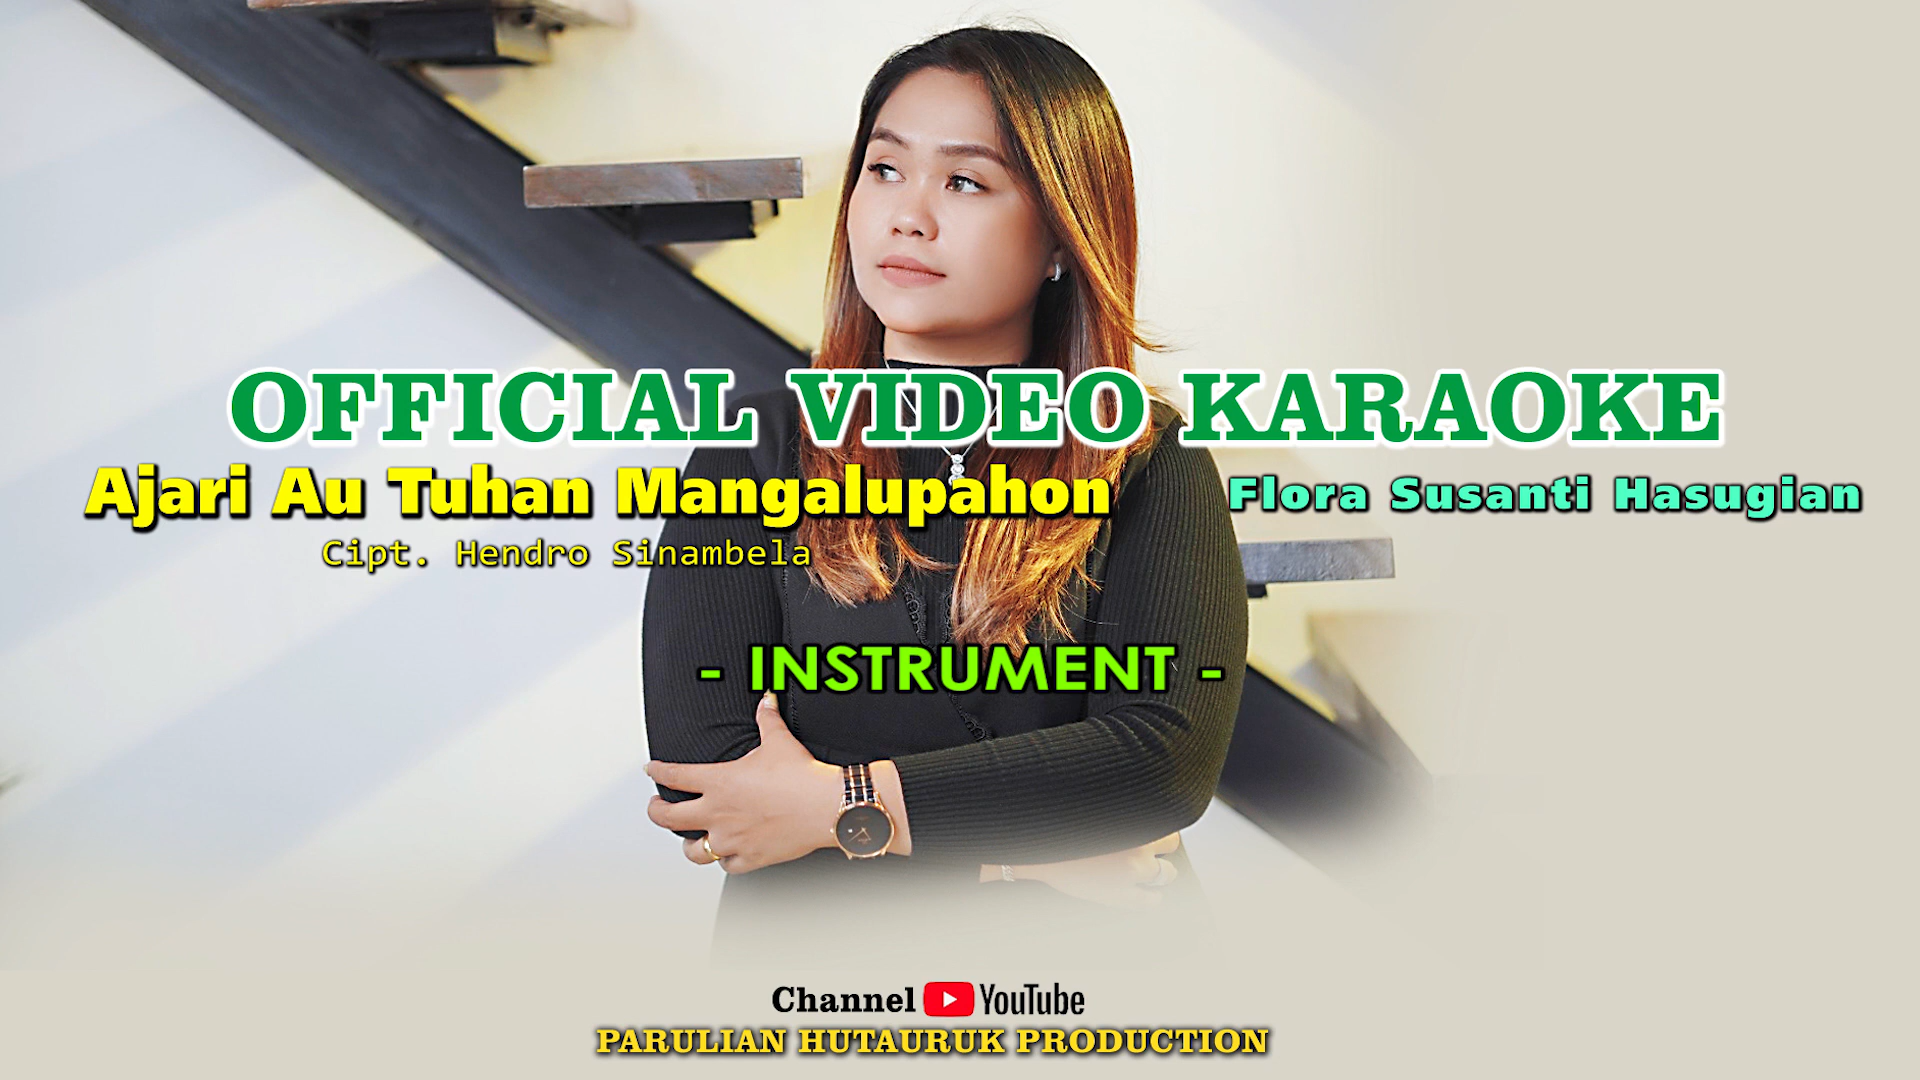 OFFICIAL VIDEO KARAOKE
Ajari Au Tuhan Mangalupahon
Flora Susanti Hasugian
Cipt. Hendro Sinambela
- INSTRUMENT -
Channel YouTube
PARULIAN HUTAURUK PRODUCTION